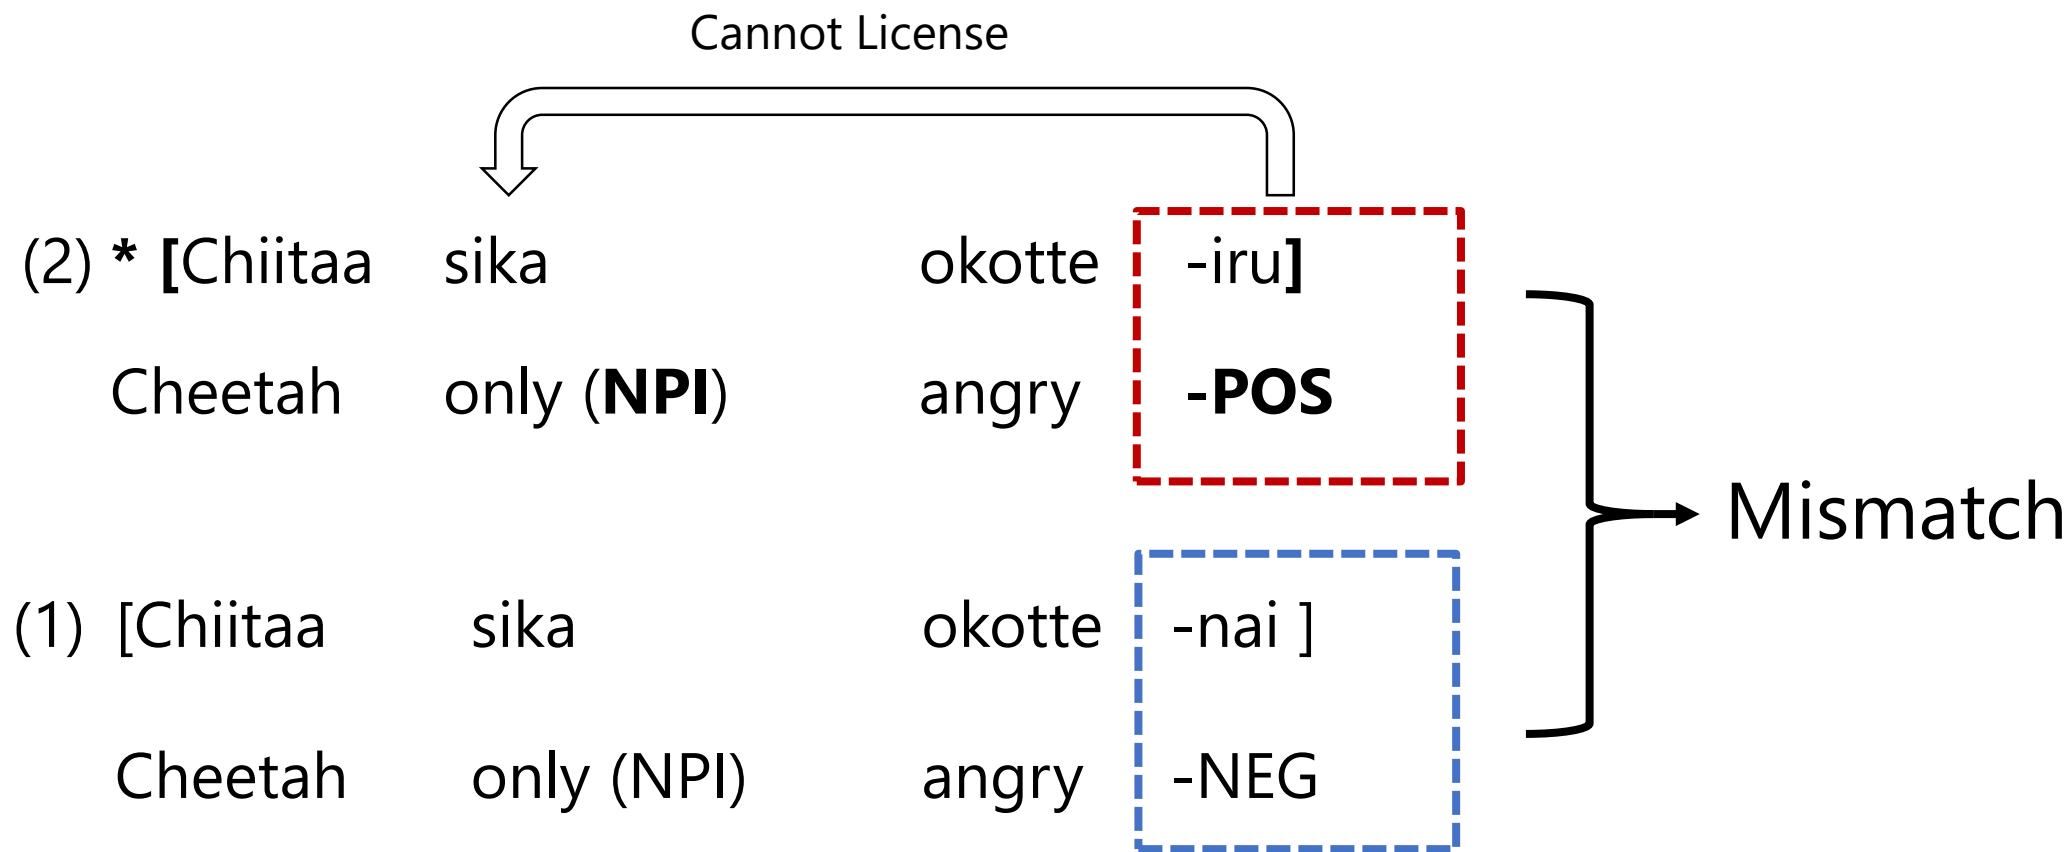 Cannot License
(2) * [Chiitaa sika okotte -iru]
Cheetah only (NPI) angry -POS
Mismatch
(1) [Chiitaa sika okotte -nai ]
Cheetah only (NPI) angry -NEG